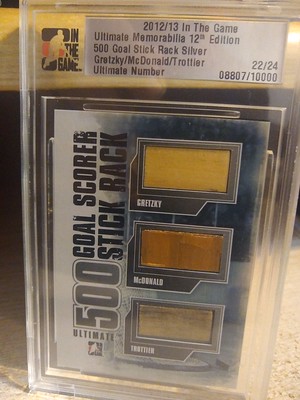 IN
THE
GAME
2012/13 In The Game
Ultimate Memorabilia 12th Edition
500 Goal Stick Rack Silver
Gretzky/McDonald/Trottier
22/24
Ultimate Number
08807/10000
ULTIMATE
500
GOAL SCORER
STICK RACK
GRETZKY
McDONALD
TROTTIER